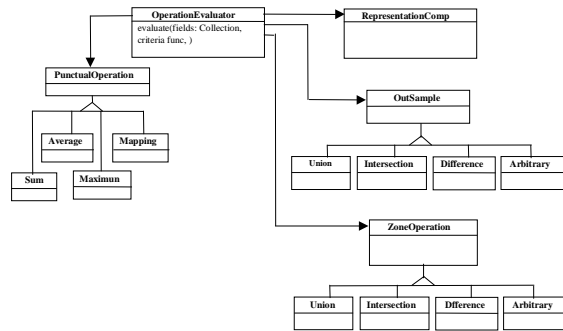 OperationEvaluator
evaluate(fields: Collection,
criteria func, )
RepresentationComp
PunctualOperation
Average
Mapping
Sum
Maximun
OutSample
Union
Intersection
Difference
Arbitrary
ZoneOperation
Union
Intersection
Dfference
Arbitrary